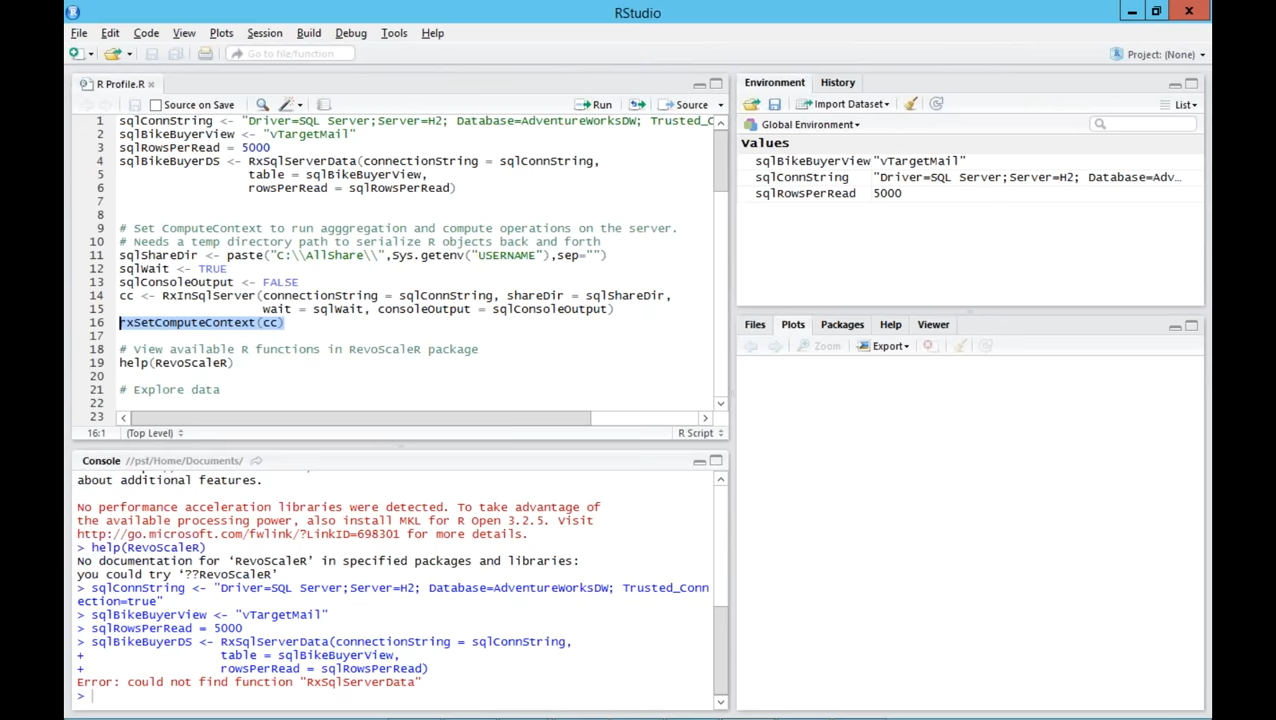 RStudio
File Edit Code View Plots Session Build Debug Tools Help
Go to file/function
Project: (None)
R Profile.R
Source on Save
Run
Source
1 sqlConnString <- "Driver=SQL Server;Server=H2; Database=AdventureWorksDW; Trusted_C
2 sqlBikeBuyerView <- "vTargetMail"
3 sqlRowsPerRead = 5000
4 sqlBikeBuyerDS <- RxSqlServerData(connectionString = sqlConnString,
5 table = sqlBikeBuyerView,
6 rowsPerRead = sqlRowsPerRead)
7
8
9 # Set ComputeContext to run agggregation and compute operations on the server.
10 # Needs a temp directory path to serialize R objects back and forth
11 sqlShareDir <- paste("C:\\AllShare\\",Sys.getenv("USERNAME"),sep="")
12 sqlWait <- TRUE
13 sqlConsoleOutput <- FALSE
14 cc <- RxInSqlServer(connectionString = sqlConnString, shareDir = sqlShareDir,
15 wait = sqlWait, consoleOutput = sqlConsoleOutput)
16 rxSetComputeContext(cc)
17
18 # View available R functions in RevoScaleR package
19 help(RevoScaleR)
20
21 # Explore data
22
23
16:1 (Top Level) R Script
Console //psf/Home/Documents/
about additional features.
No performance acceleration libraries were detected. To take advantage of
the available processing power, also install MKL for R Open 3.2.5. Visit
http://go.microsoft.com/fwlink/?LinkID=698301 for more details.
> help(RevoScaleR)
No documentation for ‘RevoScaleR’ in specified packages and libraries:
you could try ‘??RevoScaleR’
> sqlConnString <- "Driver=SQL Server;Server=H2; Database=AdventureWorksDW; Trusted_Conn
ection=true"
> sqlBikeBuyerView <- "vTargetMail"
> sqlRowsPerRead = 5000
> sqlBikeBuyerDS <- RxSqlServerData(connectionString = sqlConnString,
+ table = sqlBikeBuyerView,
+ rowsPerRead = sqlRowsPerRead)
Error: could not find function "RxSqlServerData"
>
Environment History
Import Dataset
List
Global Environment
Values
sqlBikeBuyerView "vTargetMail"
sqlConnString "Driver=SQL Server;Server=H2; Database=Adv…
sqlRowsPerRead 5000
Files Plots Packages Help Viewer
Zoom Export